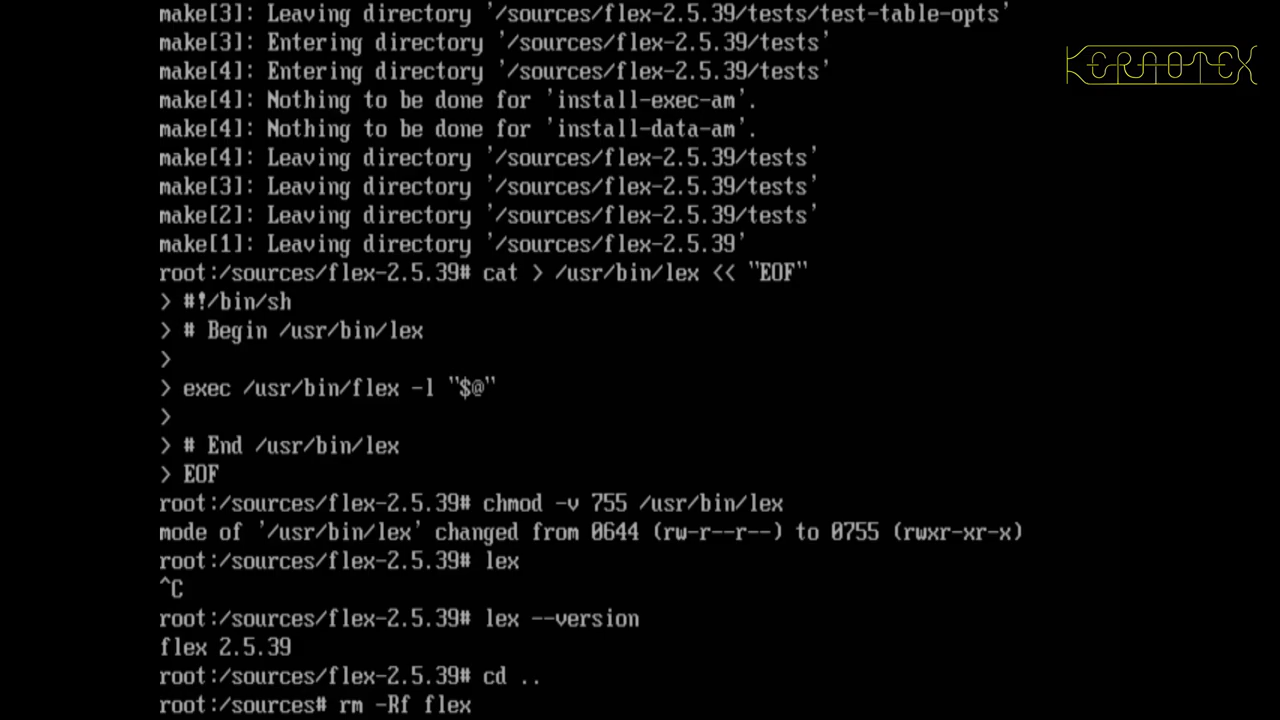 make[3]: Leaving directory '/sources/flex-2.5.39/tests/test-table-opts'
make[3]: Entering directory '/sources/flex-2.5.39/tests'
make[4]: Entering directory '/sources/flex-2.5.39/tests'
make[4]: Nothing to be done for 'install-exec-am'.
make[4]: Nothing to be done for 'install-data-am'.
make[4]: Leaving directory '/sources/flex-2.5.39/tests'
make[3]: Leaving directory '/sources/flex-2.5.39/tests'
make[2]: Leaving directory '/sources/flex-2.5.39/tests'
make[1]: Leaving directory '/sources/flex-2.5.39'
root:/sources/flex-2.5.39# cat > /usr/bin/lex << "EOF"
> #!/bin/sh
> # Begin /usr/bin/lex
>
> exec /usr/bin/flex -l "$@"
>
> # End /usr/bin/lex
> EOF
root:/sources/flex-2.5.39# chmod -v 755 /usr/bin/lex
mode of '/usr/bin/lex' changed from 0644 (rw-r--r--) to 0755 (rwxr-xr-x)
root:/sources/flex-2.5.39# lex
^C
root:/sources/flex-2.5.39# lex --version
flex 2.5.39
root:/sources/flex-2.5.39# cd ..
root:/sources# rm -Rf flex
KERNOTEX